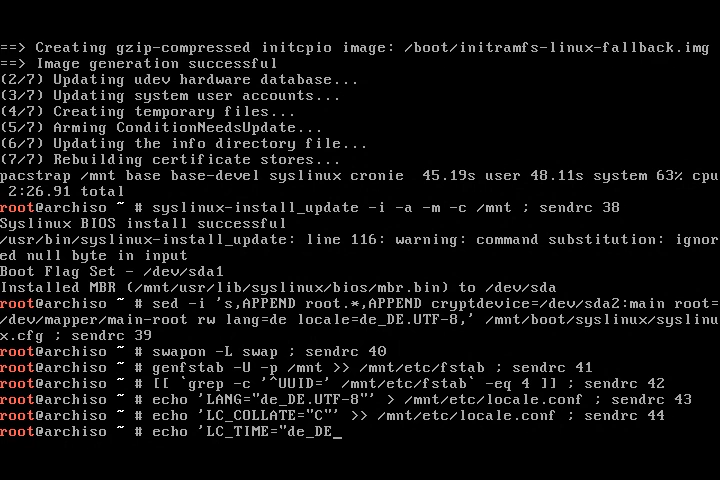 ==> Creating gzip-compressed initcpio image: /boot/initramfs-linux-fallback.img
==> Image generation successful
(2/7) Updating udev hardware database...
(3/7) Updating system user accounts...
(4/7) Creating temporary files...
(5/7) Arming ConditionNeedsUpdate...
(6/7) Updating the info directory file...
(7/7) Rebuilding certificate stores...
pacstrap /mnt base base-devel syslinux cronie  45.19s user 48.11s system 63% cpu
 2:26.91 total
root@archiso ~ # syslinux-install_update -i -a -m -c /mnt ; sendrc 38
Syslinux BIOS install successful
/usr/bin/syslinux-install_update: line 116: warning: command substitution: ignor
ed null byte in input
Boot Flag Set - /dev/sda1
Installed MBR (/mnt/usr/lib/syslinux/bios/mbr.bin) to /dev/sda
root@archiso ~ # sed -i 's,APPEND root.*,APPEND cryptdevice=/dev/sda2:main root=
/dev/mapper/main-root rw lang=de locale=de_DE.UTF-8,' /mnt/boot/syslinux/syslinu
x.cfg ; sendrc 39
root@archiso ~ # swapon -L swap ; sendrc 40
root@archiso ~ # genfstab -U -p /mnt >> /mnt/etc/fstab ; sendrc 41
root@archiso ~ # [[ `grep -c '^UUID=' /mnt/etc/fstab` -eq 4 ]] ; sendrc 42
root@archiso ~ # echo 'LANG="de_DE.UTF-8"' > /mnt/etc/locale.conf ; sendrc 43
root@archiso ~ # echo 'LC_COLLATE="C"' >> /mnt/etc/locale.conf ; sendrc 44
root@archiso ~ # echo 'LC_TIME="de_DE_